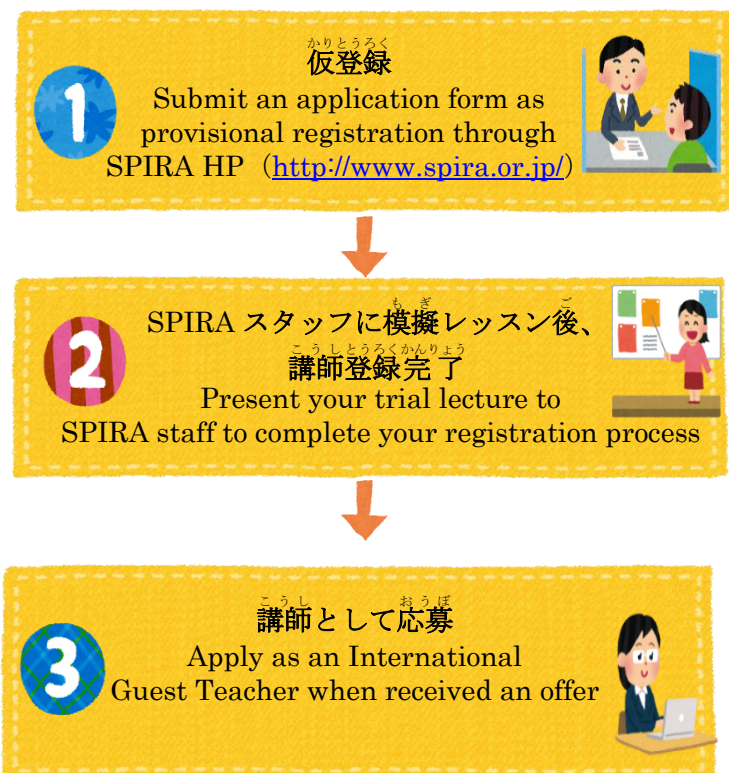 かりとうろく
仮登録
1
Submit an application form as
provisional registration through
SPIRA HP (http://www.spira.or.jp/)
もぎ ご
2
SPIRA スタッフに模擬レッスン後、
こうしとうろくかんりょう
講師登録完了
Present your trial lecture to
SPIRA staff to complete your registration process
こうし おうぼ
講師として応募
3
Apply as an International
Guest Teacher when received an offer